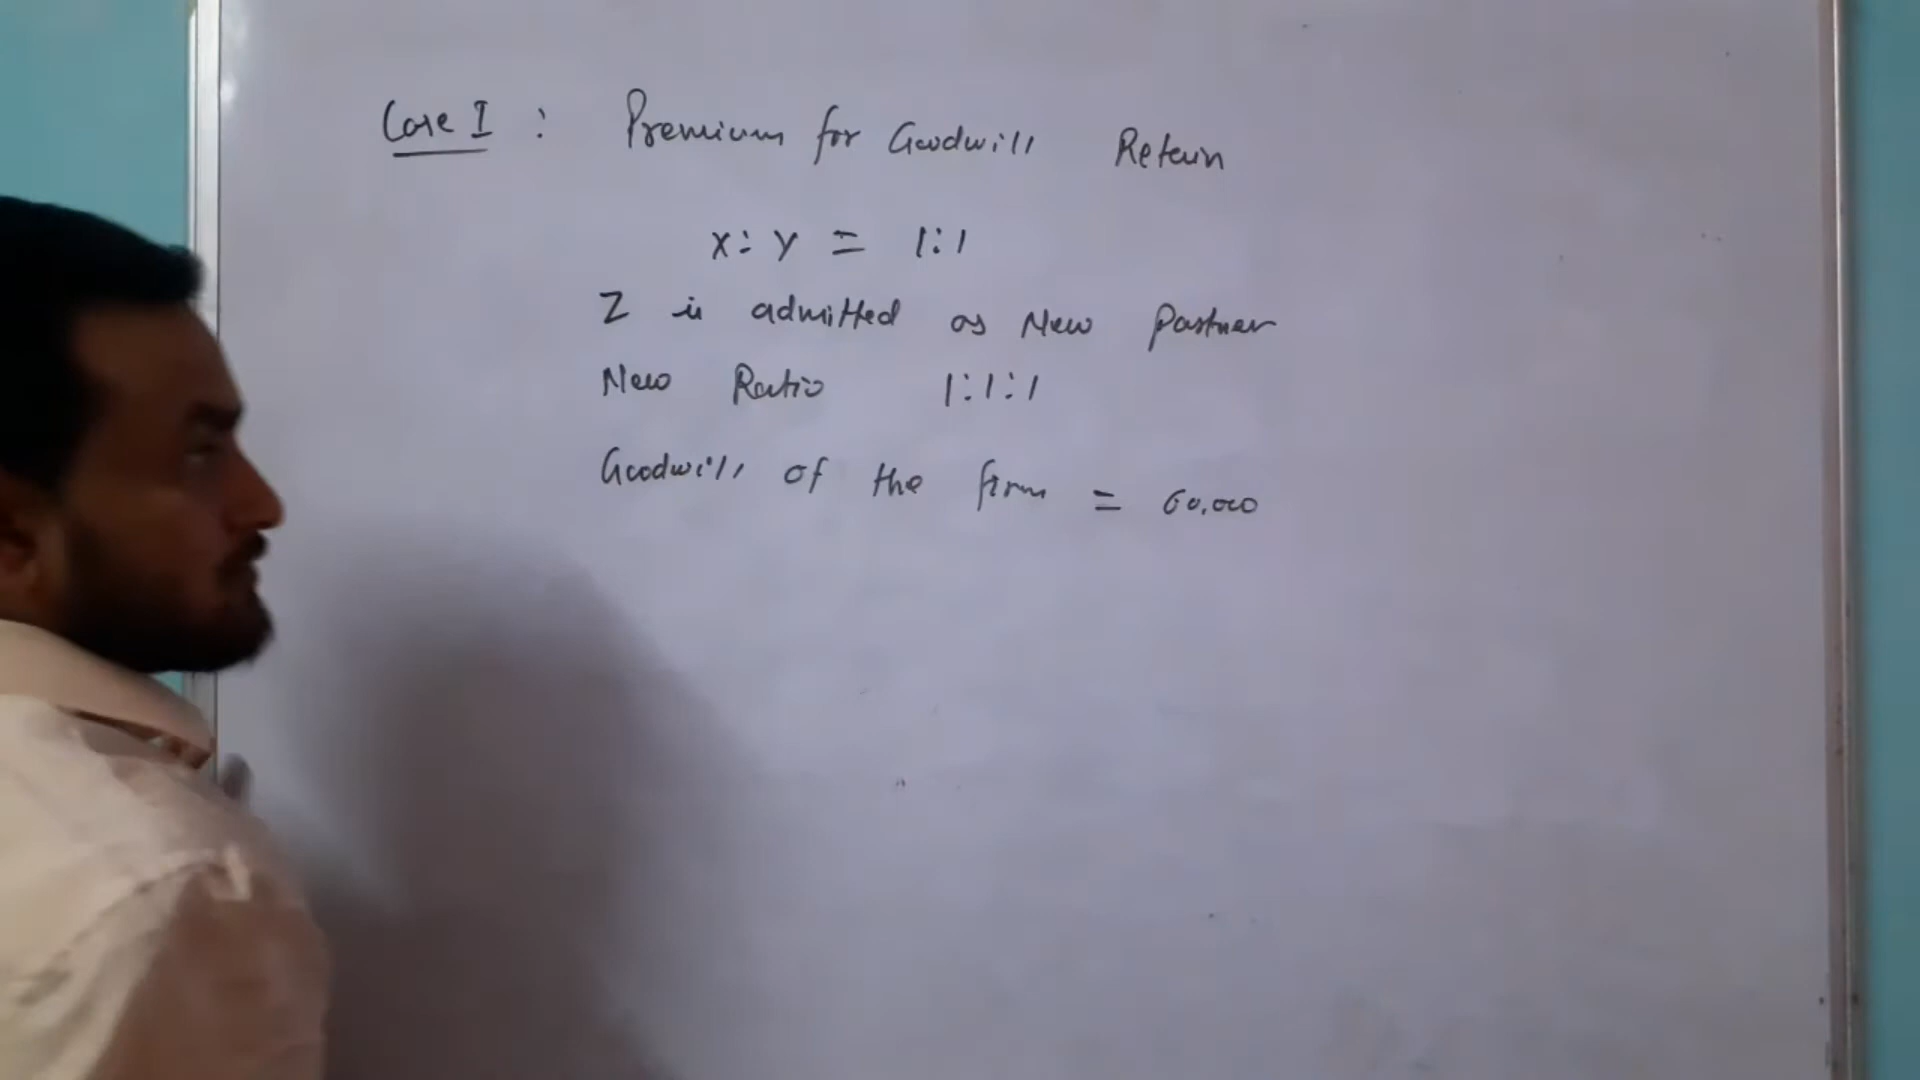 Case I : Premium for Goodwill Retain
X : Y = 1:1
Z is admitted as New Partner
New Ratio 1:1:1
Goodwill of the firm = 60,000